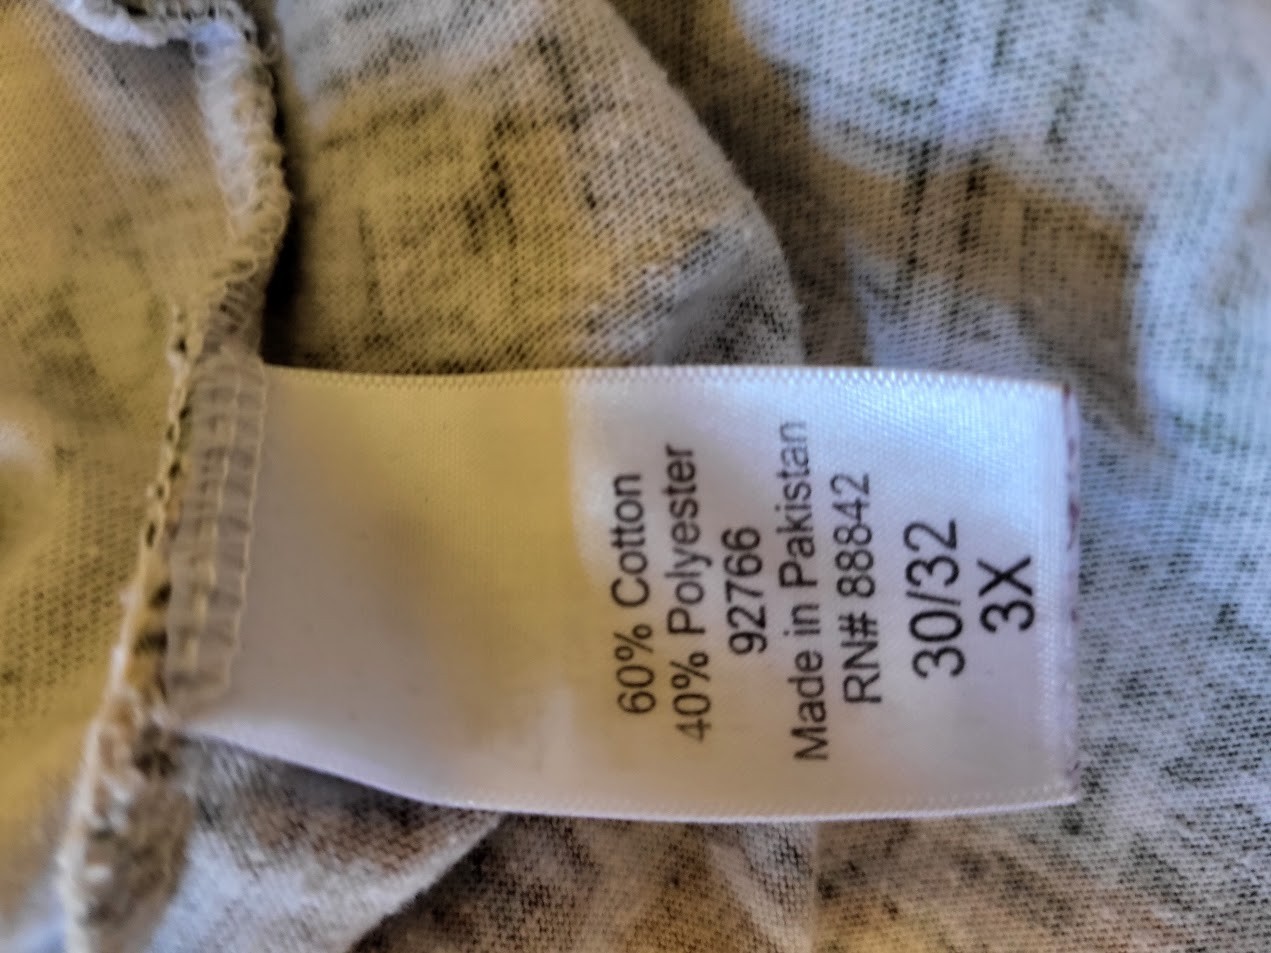 60% Cotton
40% Polyester
92766
Made in Pakistan
RN# 88842
30/32
3X